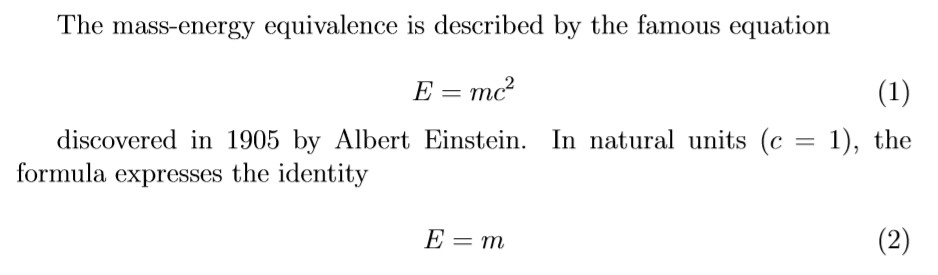 The mass-energy equivalence is described by the famous equation
E = mc² (1)
discovered in 1905 by Albert Einstein. In natural units (c = 1), the
formula expresses the identity
E = m (2)